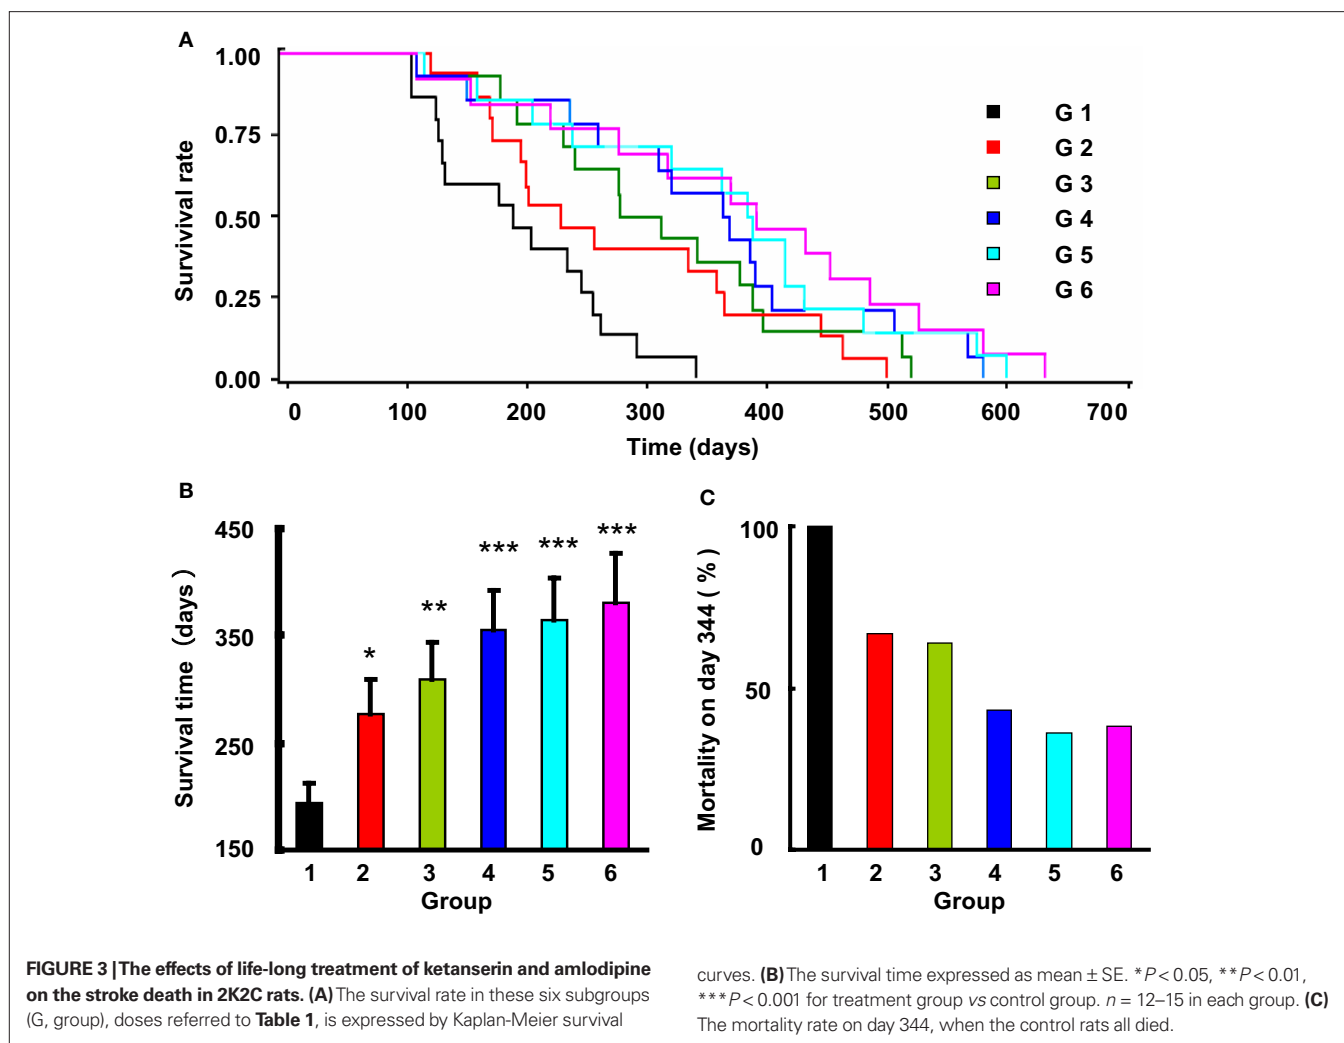 A
1.00
0.75
0.50
0.25
0.00
Survivial rate
0 100 200 300 400 500 600 700
Time (days)
G 1
G 2
G 3
G 4
G 5
G 6
B
450
350
250
150
Survival time (days)
* ** *** *** ***
1 2 3 4 5 6
Group
C
100
50
0
Mortality on day 344 ( % )
1 2 3 4 5 6
Group
FIGURE 3 | The effects of life-long treatment of ketanserin and amlodipine
on the stroke death in 2K2C rats. (A) The survival rate in these six subgroups
(G, group), doses referred to Table 1, is expressed by Kaplan-Meier survival
curves. (B) The survival time expressed as mean ± SE. *P < 0.05, **P < 0.01,
***P < 0.001 for treatment group vs control group. n = 12–15 in each group. (C)
The mortality rate on day 344, when the control rats all died.